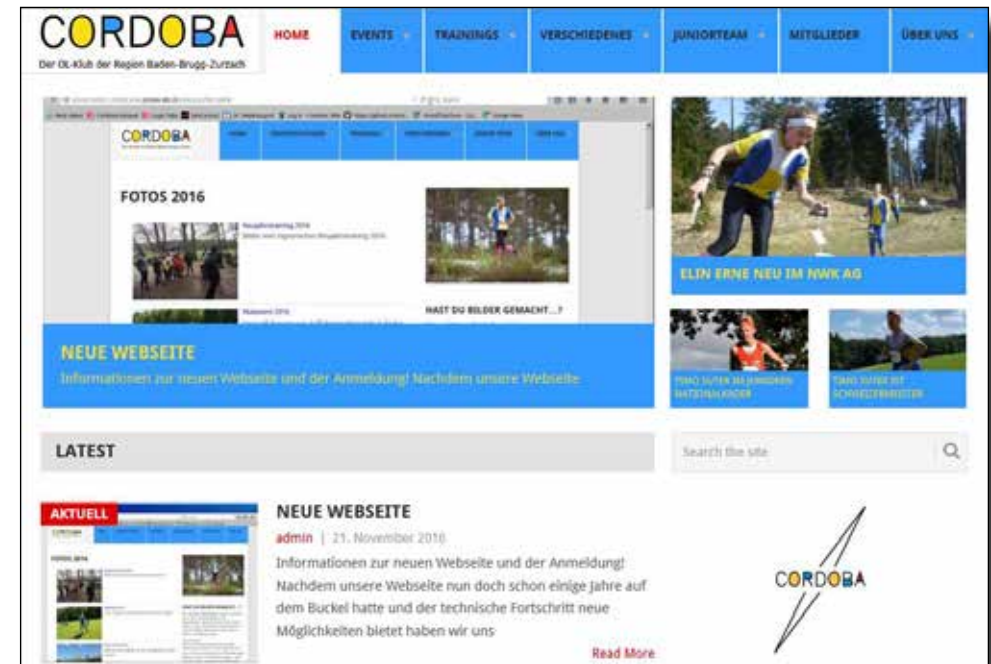 CORDOBA
Der OL-Klub der Region Baden-Brugg-Zurzach
HOME
EVENTS
TRAININGS
VERSCHIEDENES
JUNIORTEAM
MITGLIEDER
ÜBER UNS
CORDOBA
FOTOS 2016
HAST DU BILDER GEMACHT...?
NEUE WEBSEITE
Informationen zur neuen Webseite und der Anmeldung! Nachdem unsere Webseite
ELIN ERNE NEU IM NWK AG
TIMO SUTER IM JUNIOREN-
NATIONALKADER
TIMO SUTER IST
SCHWEIZERMEISTER
LATEST
Search the site
AKTUELL
FOTOS 2016
NEUE WEBSEITE
admin | 21. November 2016
Informationen zur neuen Webseite und der Anmeldung!
Nachdem unsere Webseite nun doch schon einige Jahre auf
dem Buckel hatte und der technische Fortschritt neue
Möglichkeiten bietet haben wir uns
Read More
CORDOBA